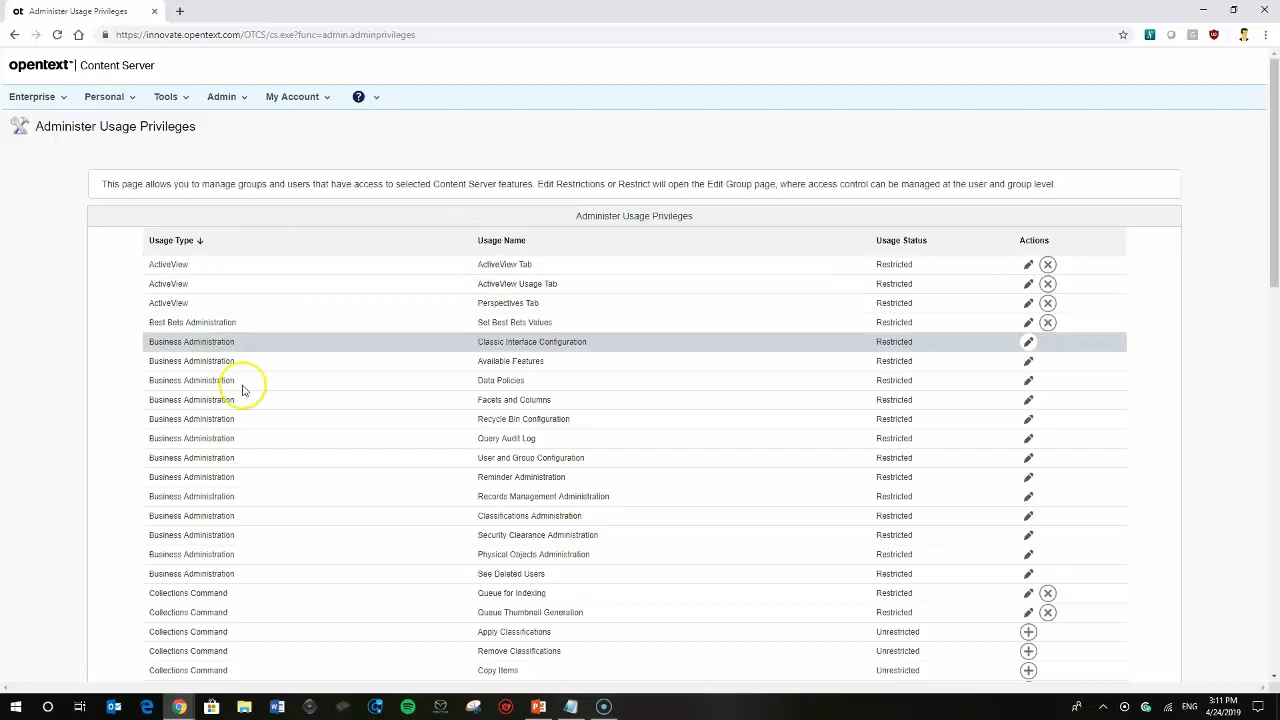 ot Administer Usage Privileges
https://innovate.opentext.com/OTCS/cs.exe?func=admin.adminprivileges
opentext™ | Content Server
Enterprise Personal Tools Admin My Account ?
Administer Usage Privileges
This page allows you to manage groups and users that have access to selected Content Server features. Edit Restrictions or Restrict will open the Edit Group page, where access control can be managed at the user and group level.
Administer Usage Privileges
Usage Type Usage Name Usage Status Actions
ActiveView ActiveView Tab Restricted
ActiveView ActiveView Usage Tab Restricted
ActiveView Perspectives Tab Restricted
Best Bets Administration Set Best Bets Values Restricted
Business Administration Classic Interface Configuration Restricted
Business Administration Available Features Restricted
Business Administration Data Policies Restricted
Business Administration Facets and Columns Restricted
Business Administration Recycle Bin Configuration Restricted
Business Administration Query Audit Log Restricted
Business Administration User and Group Configuration Restricted
Business Administration Reminder Administration Restricted
Business Administration Records Management Administration Restricted
Business Administration Classifications Administration Restricted
Business Administration Security Clearance Administration Restricted
Business Administration Physical Objects Administration Restricted
Business Administration See Deleted Users Restricted
Collections Command Queue for Indexing Restricted
Collections Command Queue Thumbnail Generation Restricted
Collections Command Apply Classifications Unrestricted
Collections Command Remove Classifications Unrestricted
Collections Command Copy Items Unrestricted
ENG
3:11 PM
4/24/2019